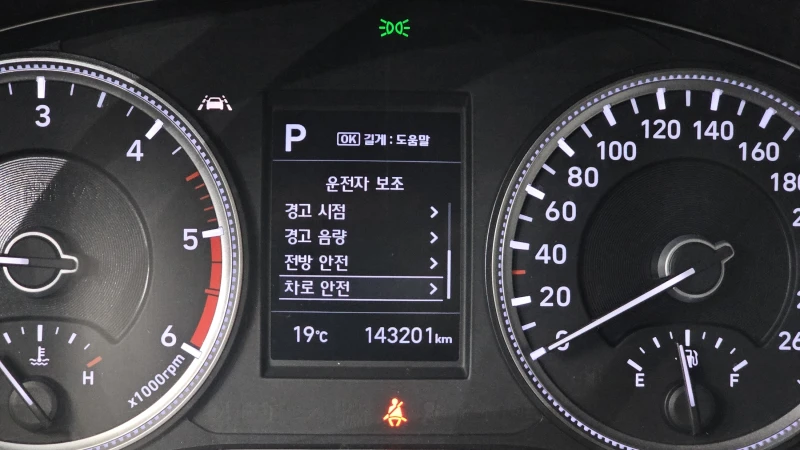 P
OK 길게 : 도움말
운전자 보조
경고 시점 >
경고 음량 >
전방 안전 >
차로 안전 >
19℃ 143201km
3
4
5
6
x1000rpm
H
0
20
40
60
80
100
120
140
160
E
F